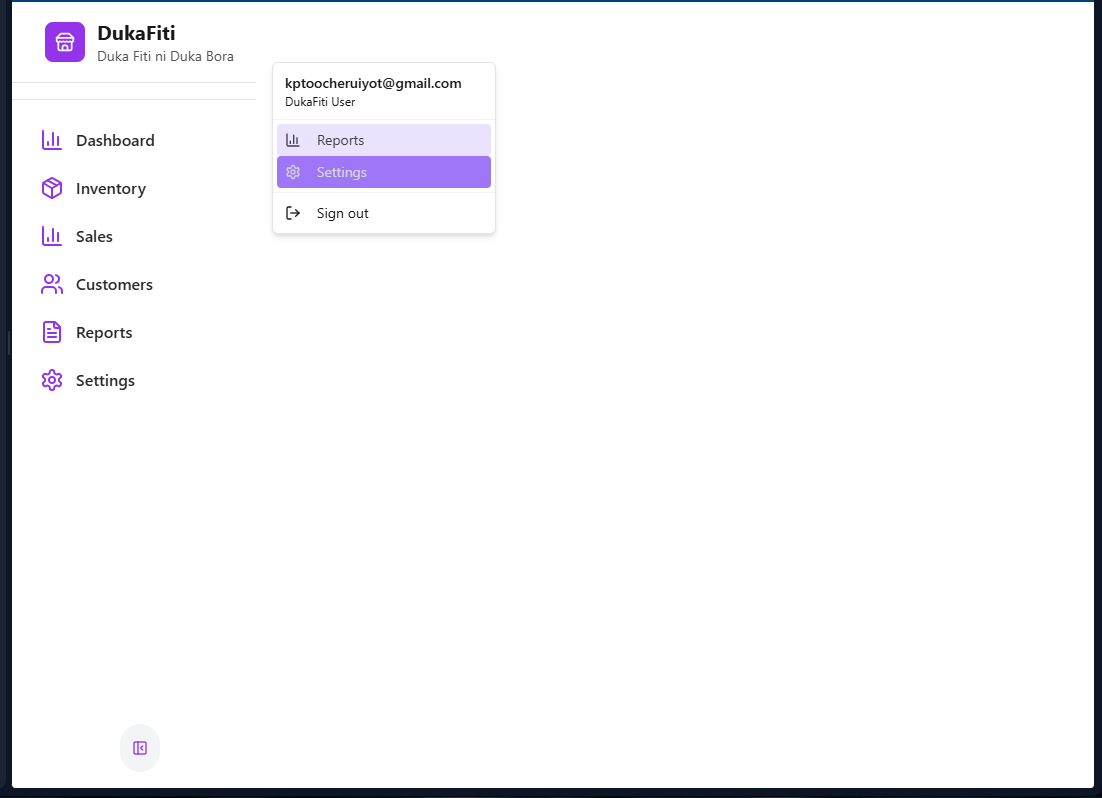 DukaFiti
Duka Fiti ni Duka Bora
Dashboard
Inventory
Sales
Customers
Reports
Settings
kptoocheruiyot@gmail.com
DukaFiti User
Reports
Settings
Sign out